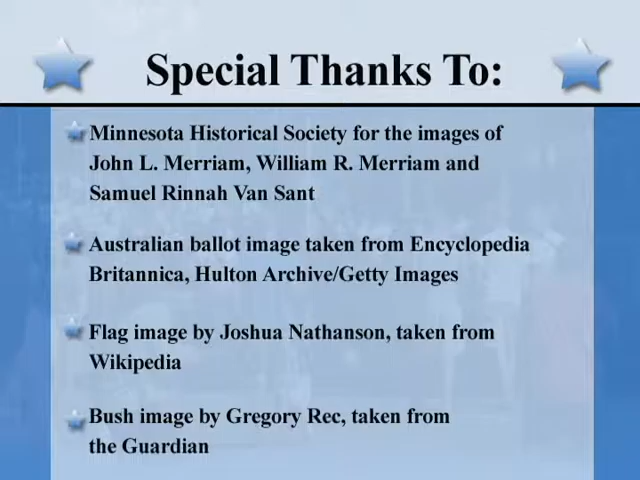 Special Thanks To:
Minnesota Historical Society for the images of
John L. Merriam, William R. Merriam and
Samuel Rinnah Van Sant
Australian ballot image taken from Encyclopedia
Britannica, Hulton Archive/Getty Images
Flag image by Joshua Nathanson, taken from
Wikipedia
Bush image by Gregory Rec, taken from
the Guardian